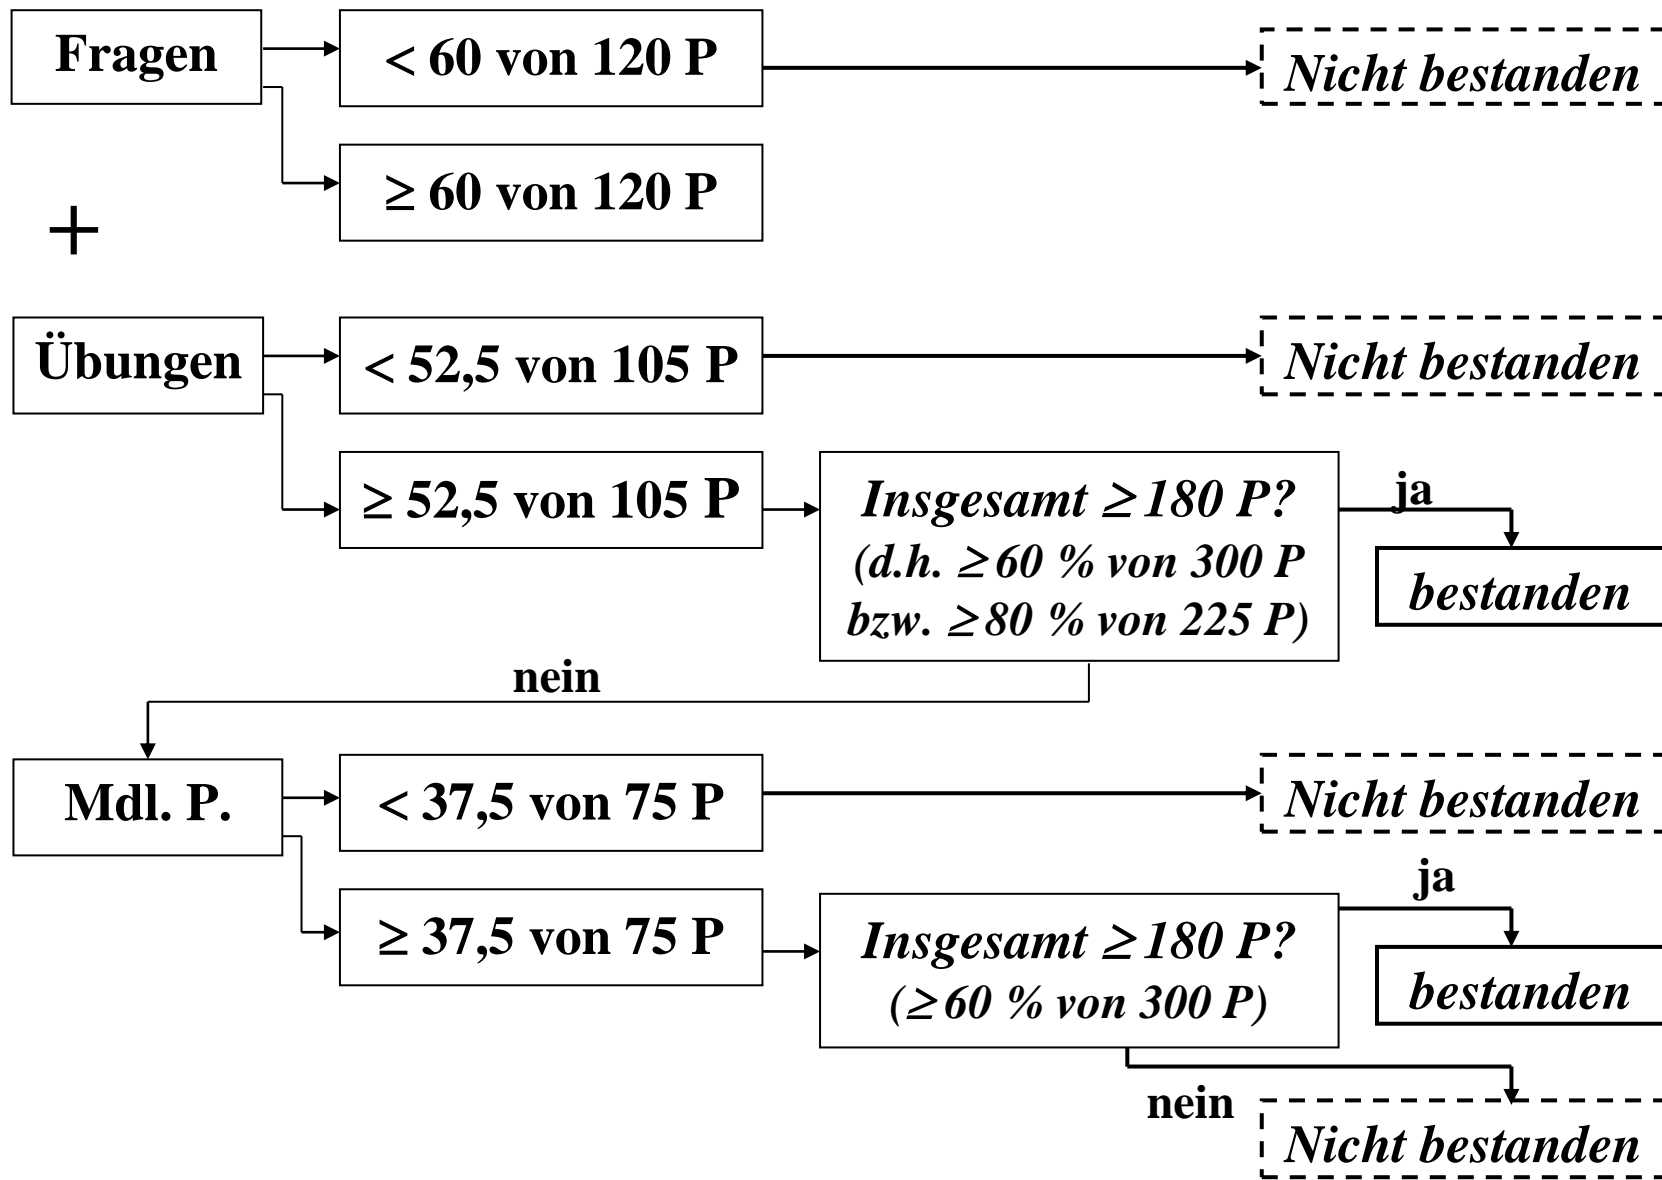 Fragen
< 60 von 120 P
Nicht bestanden
≥ 60 von 120 P
+
Übungen
< 52,5 von 105 P
Nicht bestanden
≥ 52,5 von 105 P
Insgesamt ≥ 180 P?
(d.h. ≥ 60 % von 300 P
bzw. ≥ 80 % von 225 P)
ja
bestanden
nein
Mdl. P.
< 37,5 von 75 P
Nicht bestanden
≥ 37,5 von 75 P
Insgesamt ≥ 180 P?
(≥ 60 % von 300 P)
ja
bestanden
nein
Nicht bestanden